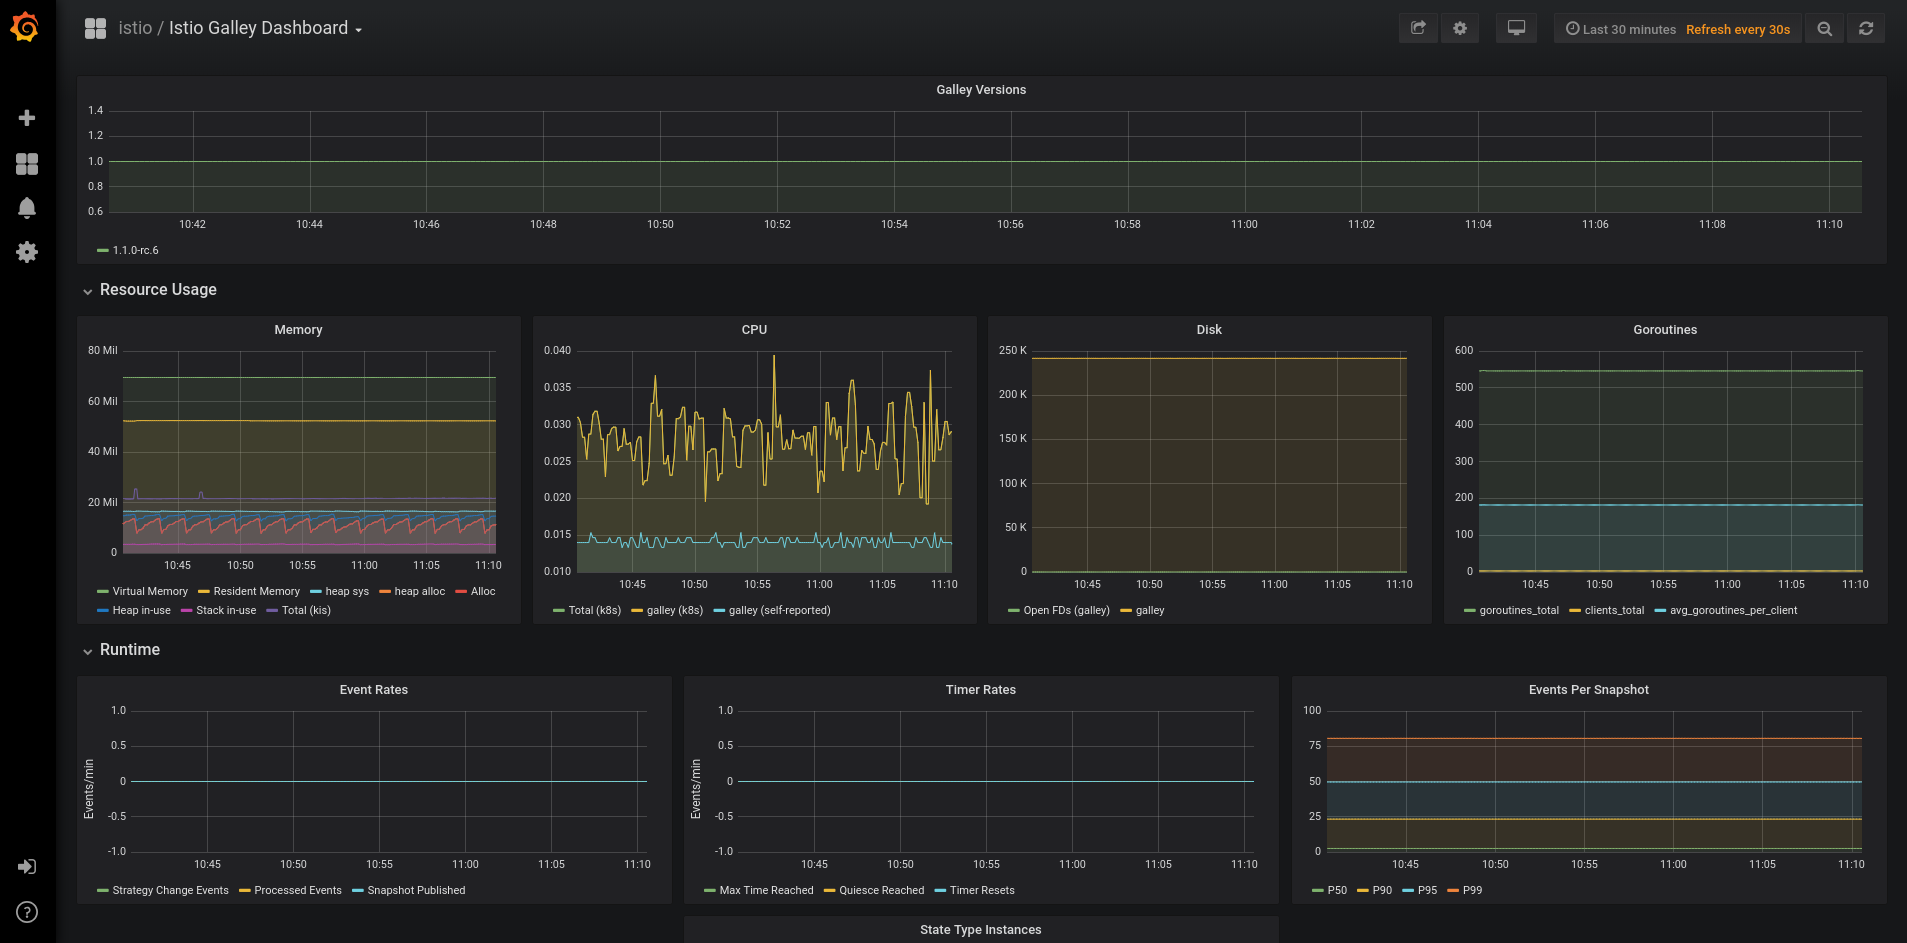 istio / Istio Galley Dashboard
Last 30 minutes Refresh every 30s
Galley Versions
1.4
1.2
1.0
0.8
0.6
10:42 10:44 10:46 10:48 10:50 10:52 10:54 10:56 10:58 11:00 11:02 11:04 11:06 11:08 11:10
1.1.0-rc.6
Resource Usage
Memory
80 Mil
60 Mil
40 Mil
20 Mil
0
10:45 10:50 10:55 11:00 11:05 11:10
Virtual Memory Resident Memory heap sys heap alloc Alloc
Heap in-use Stack in-use Total (kis)
CPU
0.040
0.035
0.030
0.025
0.020
0.015
0.010
10:45 10:50 10:55 11:00 11:05 11:10
Total (k8s) galley (k8s) galley (self-reported)
Disk
250 K
200 K
150 K
100 K
50 K
0
10:45 10:50 10:55 11:00 11:05 11:10
Open FDs (galley) galley
Goroutines
600
500
400
300
200
100
0
10:45 10:50 10:55 11:00 11:05 11:10
goroutines_total clients_total avg_goroutines_per_client
Runtime
Event Rates
Events/min
1.0
0.5
0
-0.5
-1.0
10:45 10:50 10:55 11:00 11:05 11:10
Strategy Change Events Processed Events Snapshot Published
Timer Rates
Events/min
1.0
0.5
0
-0.5
-1.0
10:45 10:50 10:55 11:00 11:05 11:10
Max Time Reached Quiesce Reached Timer Resets
Events Per Snapshot
100
75
50
25
0
10:45 10:50 10:55 11:00 11:05 11:10
P50 P90 P95 P99
State Type Instances